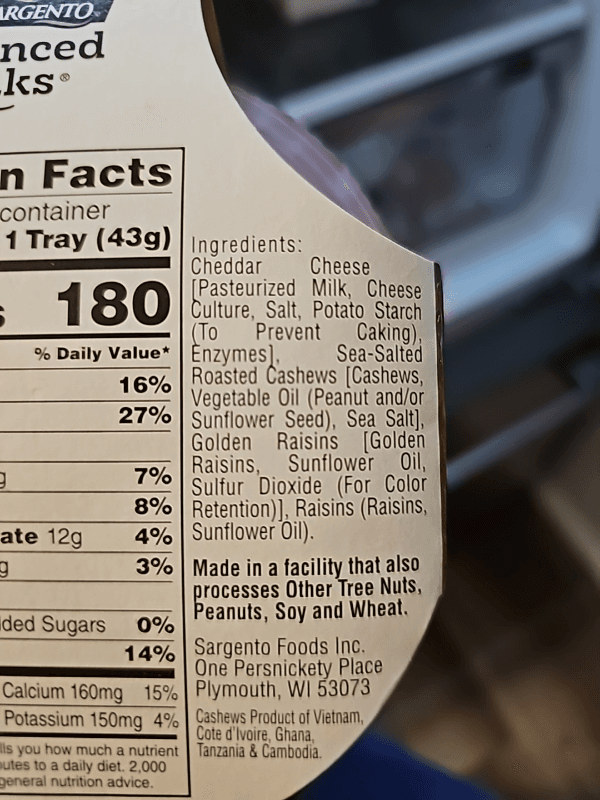 ARGENTO
nced
ks®
n Facts
container
1 Tray (43g)
180
% Daily Value*
16%
27%
g 7%
8%
ate 12g 4%
g 3%
ded Sugars 0%
14%
Calcium 160mg 15%
Potassium 150mg 4%
lls you how much a nutrient
utes to a daily diet. 2,000
general nutrition advice.
Ingredients:
Cheddar Cheese
[Pasteurized Milk, Cheese
Culture, Salt, Potato Starch
(To Prevent Caking),
Enzymes], Sea-Salted
Roasted Cashews [Cashews,
Vegetable Oil (Peanut and/or
Sunflower Seed), Sea Salt],
Golden Raisins [Golden
Raisins, Sunflower Oil,
Sulfur Dioxide (For Color
Retention)], Raisins (Raisins,
Sunflower Oil).
Made in a facility that also
processes Other Tree Nuts,
Peanuts, Soy and Wheat.
Sargento Foods Inc.
One Persnickety Place
Plymouth, WI 53073
Cashews Product of Vietnam,
Cote d'Ivoire, Ghana,
Tanzania & Cambodia.